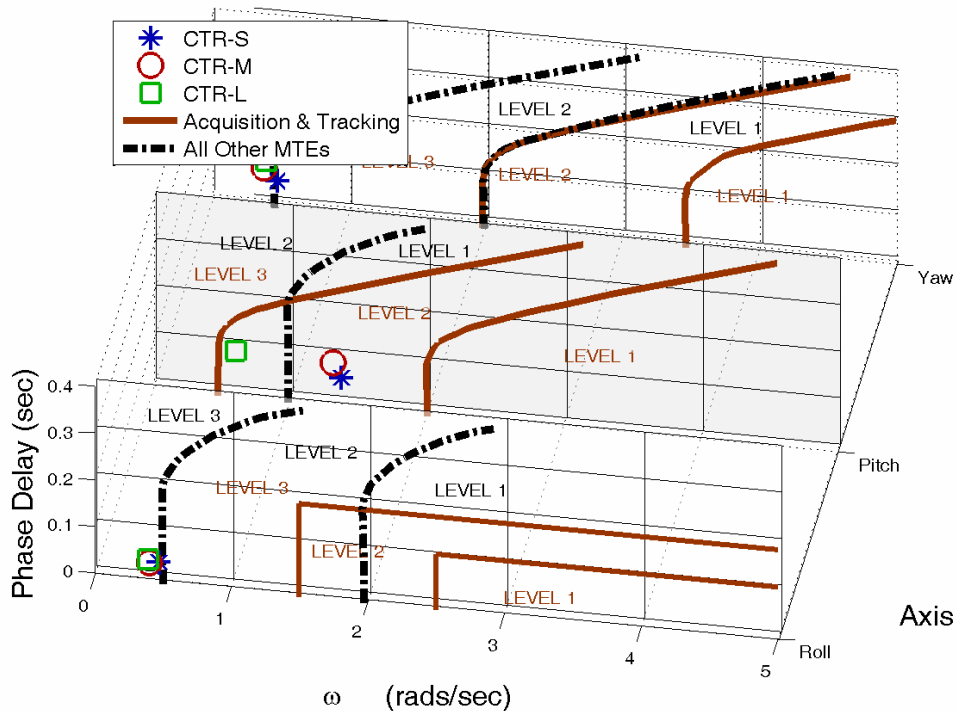 CTR-S
CTR-M
CTR-L
Acquisition & Tracking
All Other MTEs
LEVEL 2
LEVEL 1
LEVEL 3
LEVEL 2
LEVEL 1
Yaw
LEVEL 2
LEVEL 1
LEVEL 3
LEVEL 2
LEVEL 1
Pitch
LEVEL 3
LEVEL 2
LEVEL 3
LEVEL 1
LEVEL 2
LEVEL 1
Roll
Phase Delay (sec)
0.4
0.3
0.2
0.1
0
0
1
2
3
4
5
Axis
ω (rads/sec)